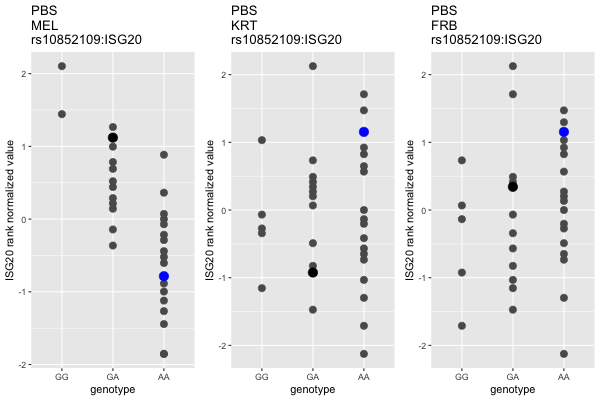 PBS
MEL
rs10852109:ISG20
ISG20 rank normalized value
2
1
0
-1
-2
GG
GA
AA
genotype
PBS
KRT
rs10852109:ISG20
ISG20 rank normalized value
2
1
0
-1
-2
GG
GA
AA
genotype
PBS
FRB
rs10852109:ISG20
ISG20 rank normalized value
2
1
0
-1
-2
GG
GA
AA
genotype